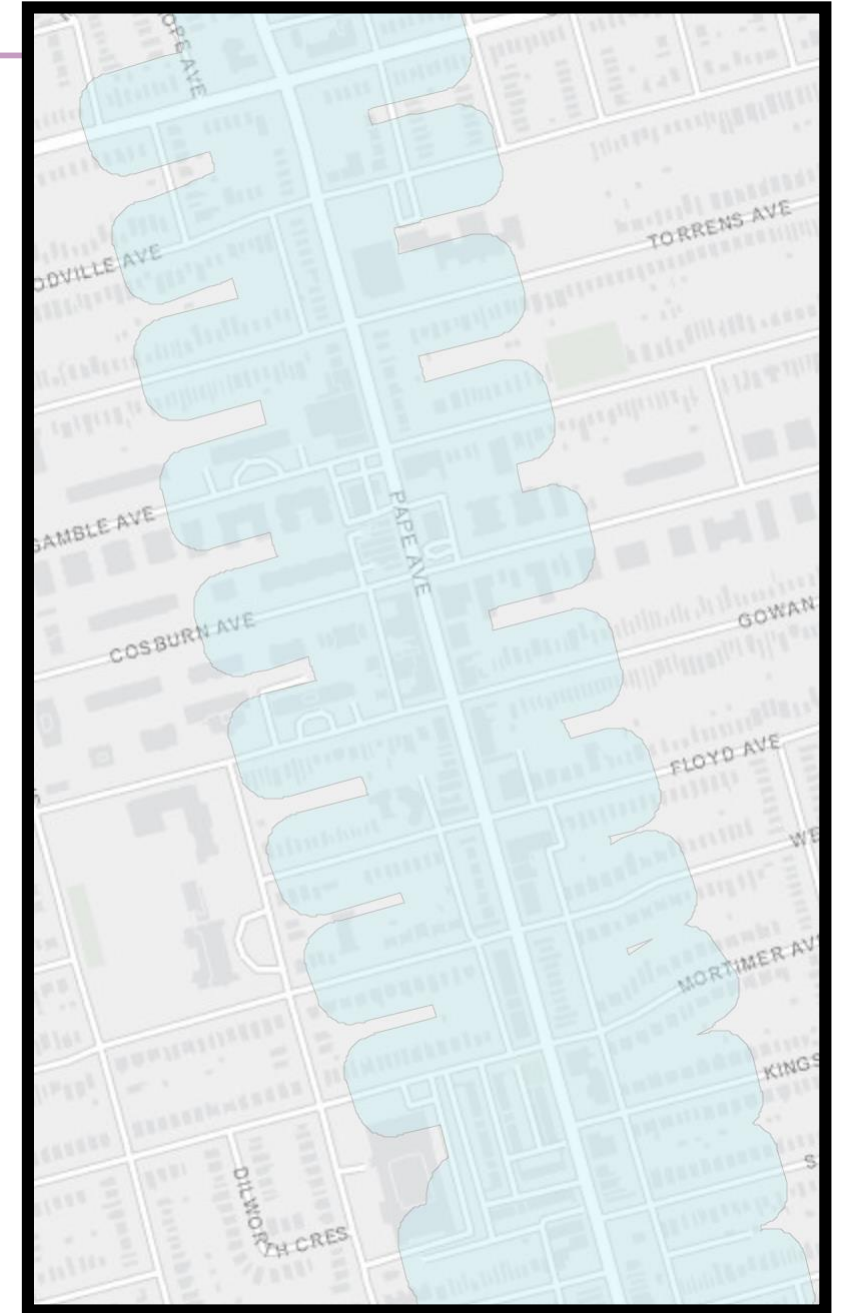 OPE AVE
TORRENS AVE
ODVILLE AVE
GAMBLE AVE
PAPE AVE
COSBURN AVE
GOWAN
FLOYD AVE
WE
MORTIMER AV
KINGS
S
DILWORTH CRES